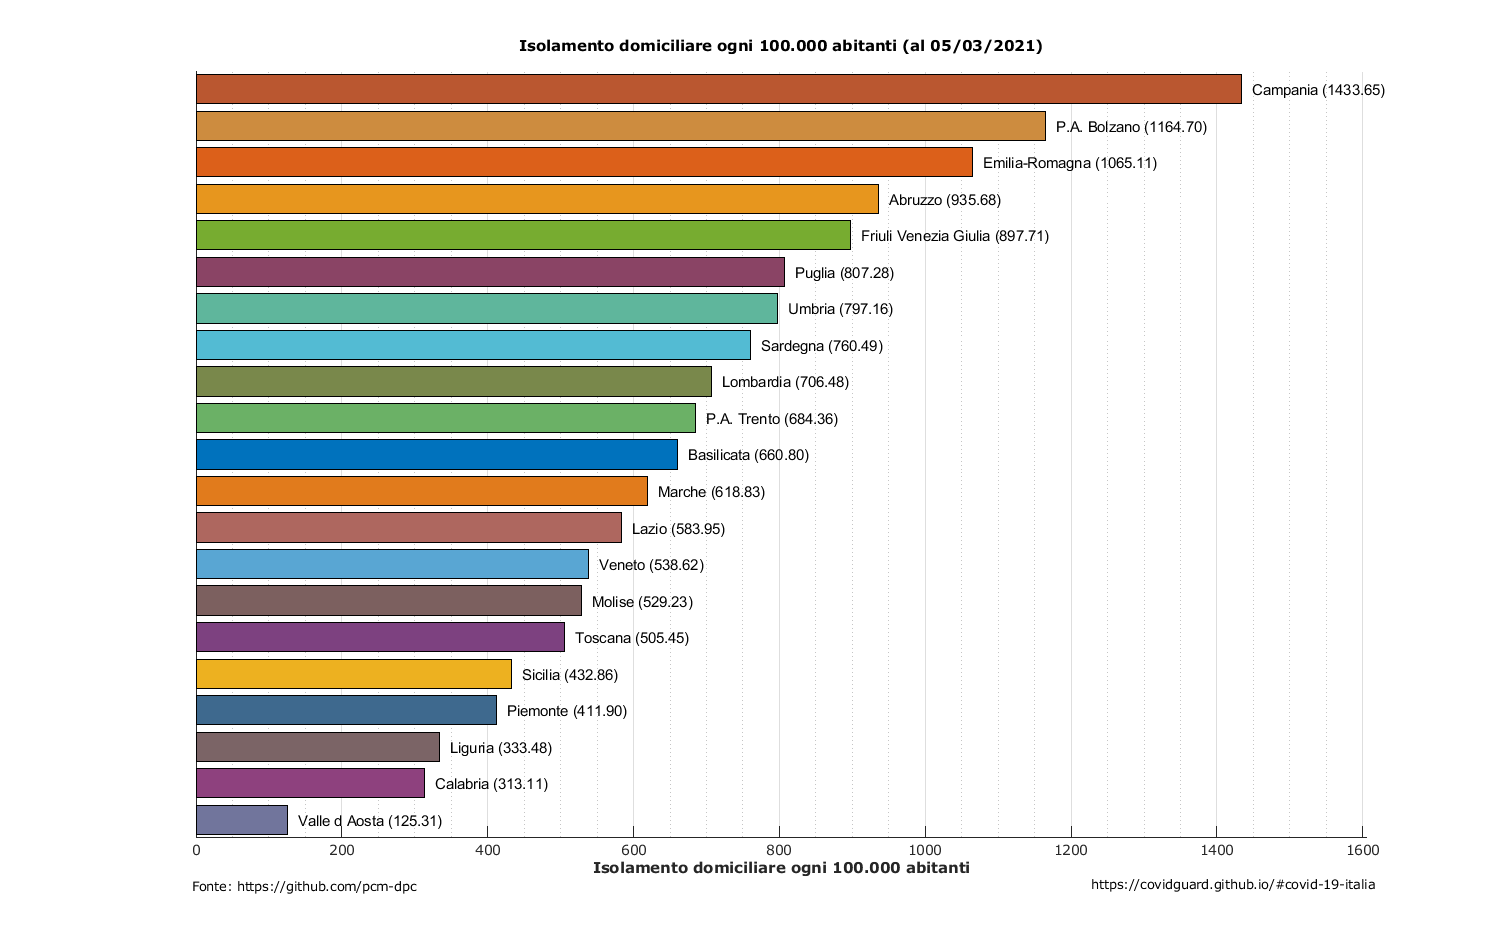 Isolamento domiciliare ogni 100.000 abitanti (al 05/03/2021)
Campania (1433.65)
P.A. Bolzano (1164.70)
Emilia-Romagna (1065.11)
Abruzzo (935.68)
Friuli Venezia Giulia (897.71)
Puglia (807.28)
Umbria (797.16)
Sardegna (760.49)
Lombardia (706.48)
P.A. Trento (684.36)
Basilicata (660.80)
Marche (618.83)
Lazio (583.95)
Veneto (538.62)
Molise (529.23)
Toscana (505.45)
Sicilia (432.86)
Piemonte (411.90)
Liguria (333.48)
Calabria (313.11)
Valle d Aosta (125.31)
0 200 400 600 800 1000 1200 1400 1600
Isolamento domiciliare ogni 100.000 abitanti
Fonte: https://github.com/pcm-dpc
https://covidguard.github.io/#covid-19-italia